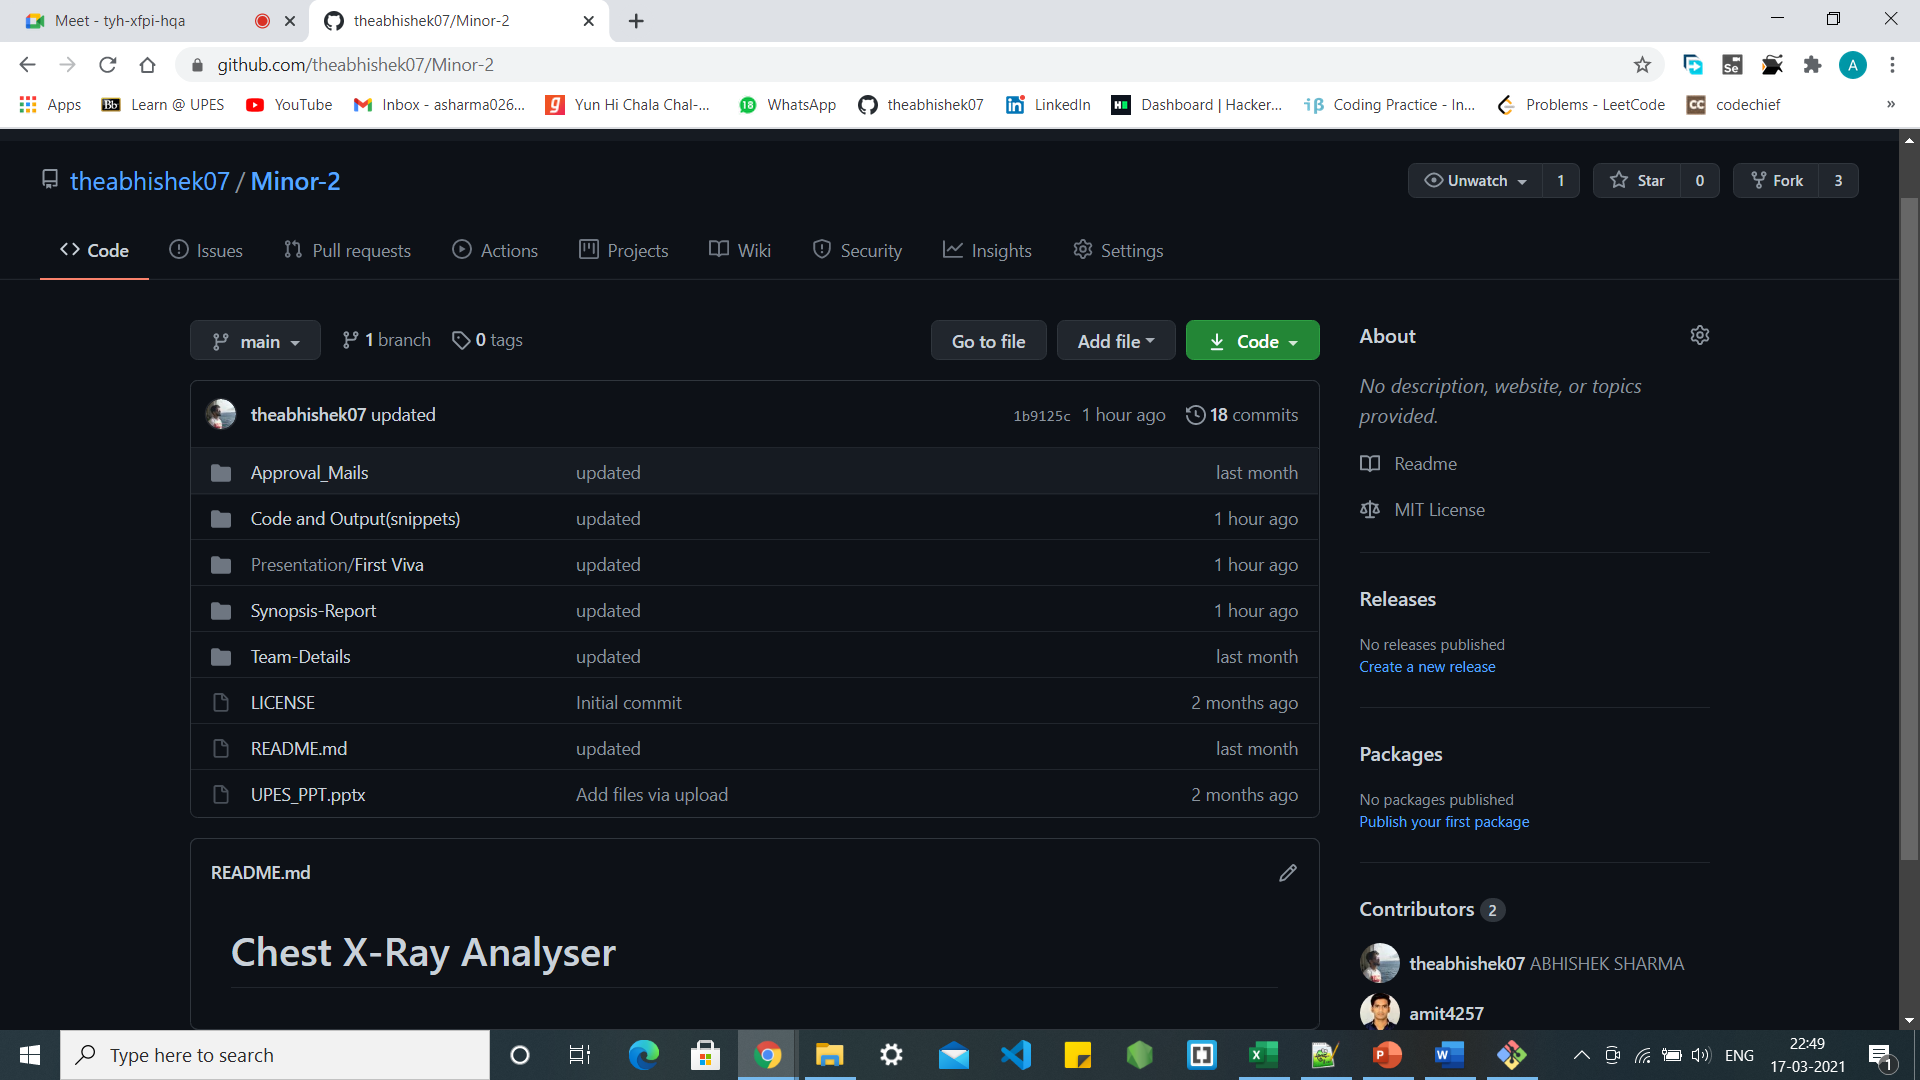 Meet - tyh-xfpi-hqa
theabhishek07/Minor-2
github.com/theabhishek07/Minor-2
A
Apps
Bb Learn @ UPES
YouTube
Inbox - asharma026...
g Yun Hi Chala Chal-...
18 WhatsApp
theabhishek07
in LinkedIn
Dashboard | Hacker...
iβ Coding Practice - In...
Problems - LeetCode
CC codechief
»
theabhishek07 / Minor-2
Unwatch 1
Star 0
Fork 3
Code
Issues
Pull requests
Actions
Projects
Wiki
Security
Insights
Settings
main
1 branch
0 tags
Go to file
Add file
Code
theabhishek07 updated 1b9125c 1 hour ago 18 commits
Approval_Mails updated last month
Code and Output(snippets) updated 1 hour ago
Presentation/First Viva updated 1 hour ago
Synopsis-Report updated 1 hour ago
Team-Details updated last month
LICENSE Initial commit 2 months ago
README.md updated last month
UPES_PPT.pptx Add files via upload 2 months ago
README.md
Chest X-Ray Analyser
About
No description, website, or topics
provided.
Readme
MIT License
Releases
No releases published
Create a new release
Packages
No packages published
Publish your first package
Contributors 2
theabhishek07 ABHISHEK SHARMA
amit4257
Type here to search
ENG
22:49
17-03-2021
1